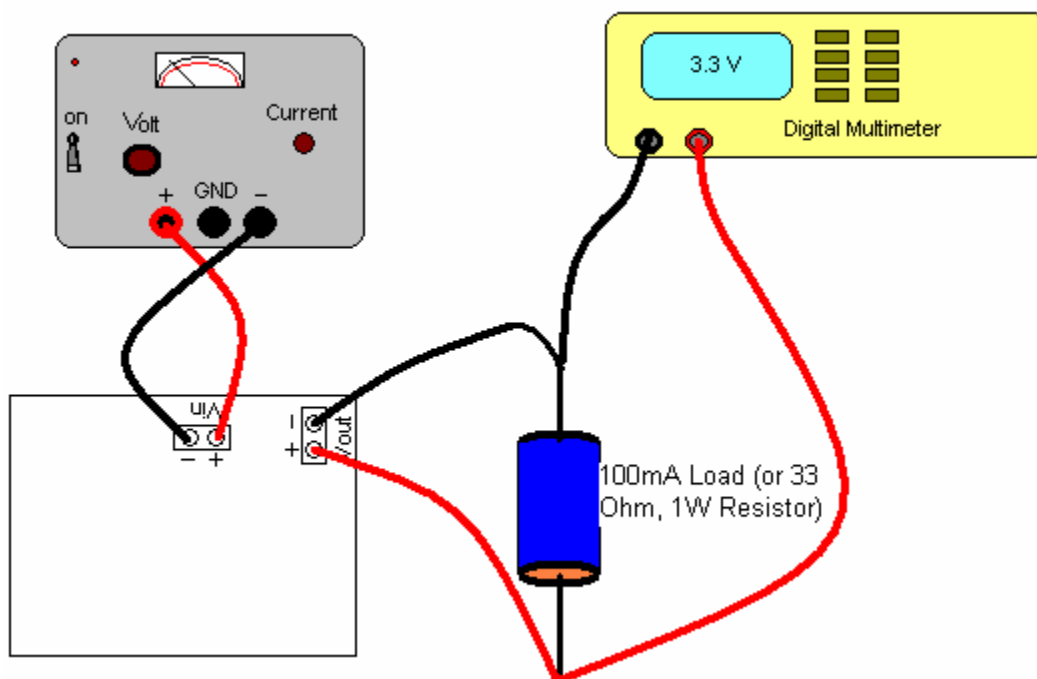 on
Volt
Current
+
GND
−
3.3 V
Digital Multimeter
Vin
− +
−
+
Vout
100mA Load (or 33
Ohm, 1W Resistor)